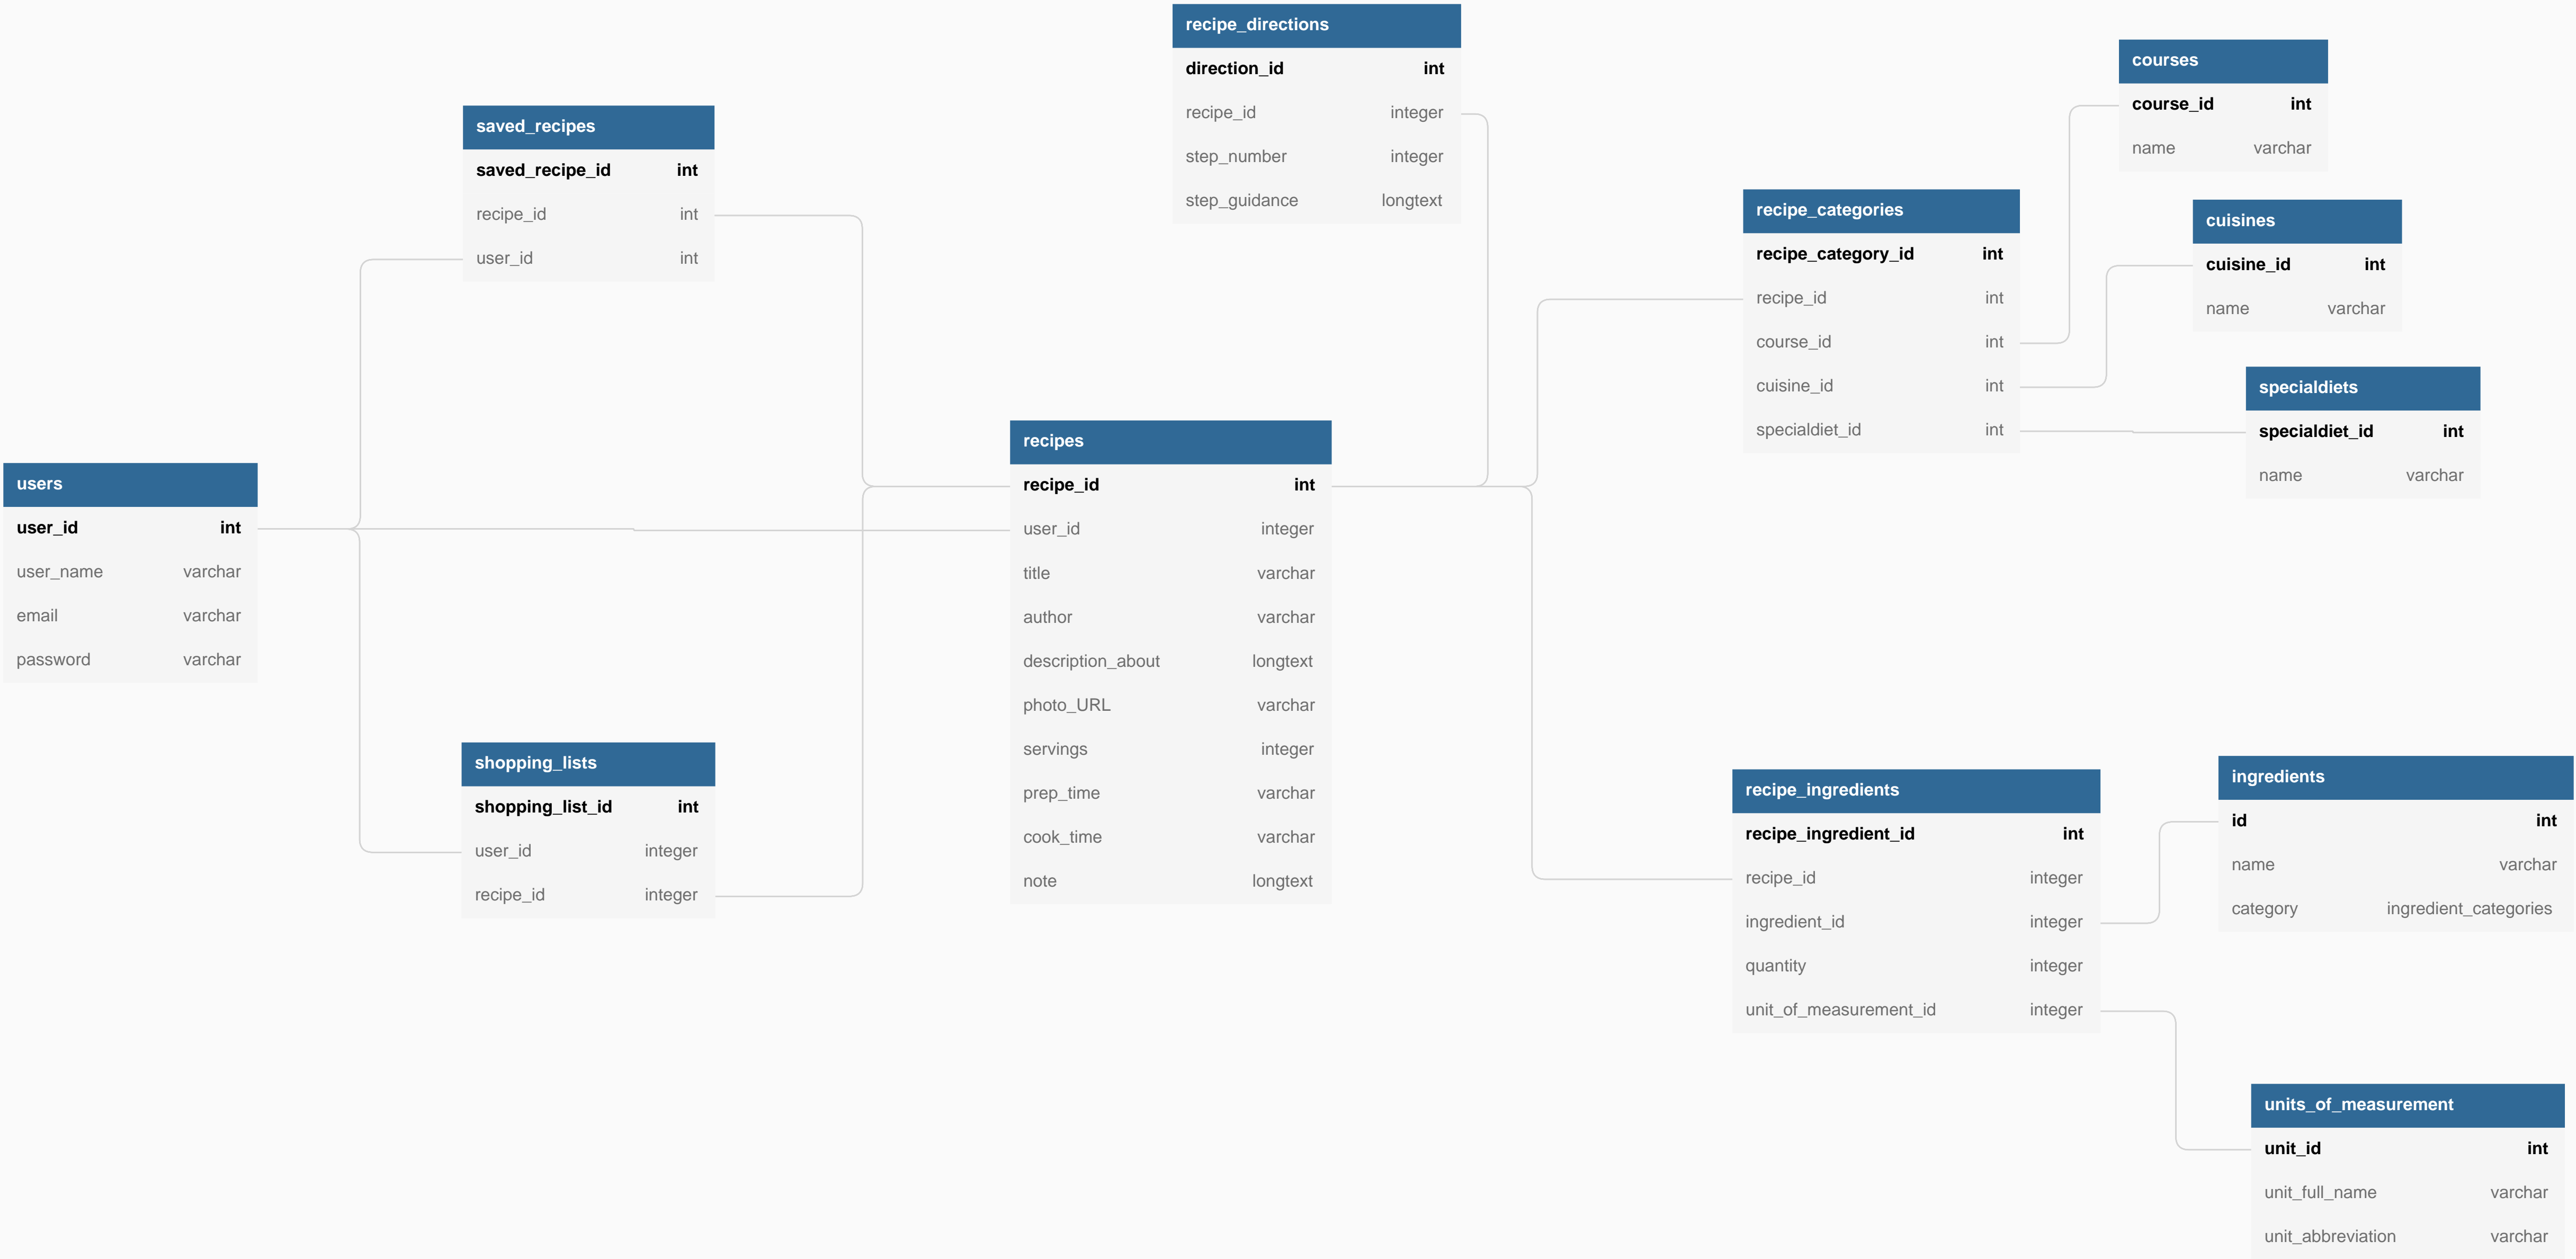 recipe_directions
direction_id int
recipe_id integer
step_number integer
step_guidance longtext
courses
course_id int
name varchar
saved_recipes
saved_recipe_id int
recipe_id int
user_id int
recipe_categories
recipe_category_id int
recipe_id int
course_id int
cuisine_id int
specialdiet_id int
cuisines
cuisine_id int
name varchar
specialdiets
specialdiet_id int
name varchar
users
user_id int
user_name varchar
email varchar
password varchar
recipes
recipe_id int
user_id integer
title varchar
author varchar
description_about longtext
photo_URL varchar
servings integer
prep_time varchar
cook_time varchar
note longtext
shopping_lists
shopping_list_id int
user_id integer
recipe_id integer
recipe_ingredients
recipe_ingredient_id int
recipe_id integer
ingredient_id integer
quantity integer
unit_of_measurement_id integer
ingredients
id int
name varchar
category ingredient_categories
units_of_measurement
unit_id int
unit_full_name varchar
unit_abbreviation varchar